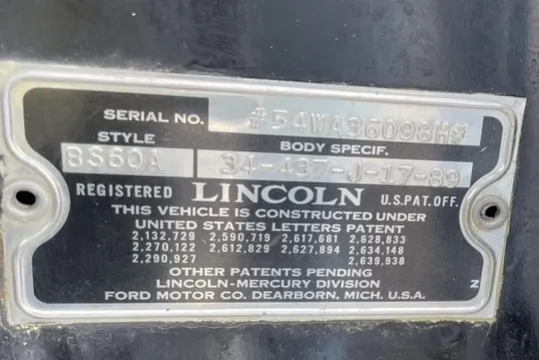 SERIAL NO. #54WA36098H#
STYLE BODY SPECIF.
BS60A 34-437-J-17-89
REGISTERED LINCOLN U.S.PAT.OFF.
THIS VEHICLE IS CONSTRUCTED UNDER
UNITED STATES LETTERS PATENT
2,132,729 2,590,719 2,617,681 2,628,833
2,270,122 2,612,829 2,627,894 2,634,148
2,290,927 2,639,938
OTHER PATENTS PENDING
LINCOLN-MERCURY DIVISION Z
FORD MOTOR CO. DEARBORN, MICH. U.S.A.